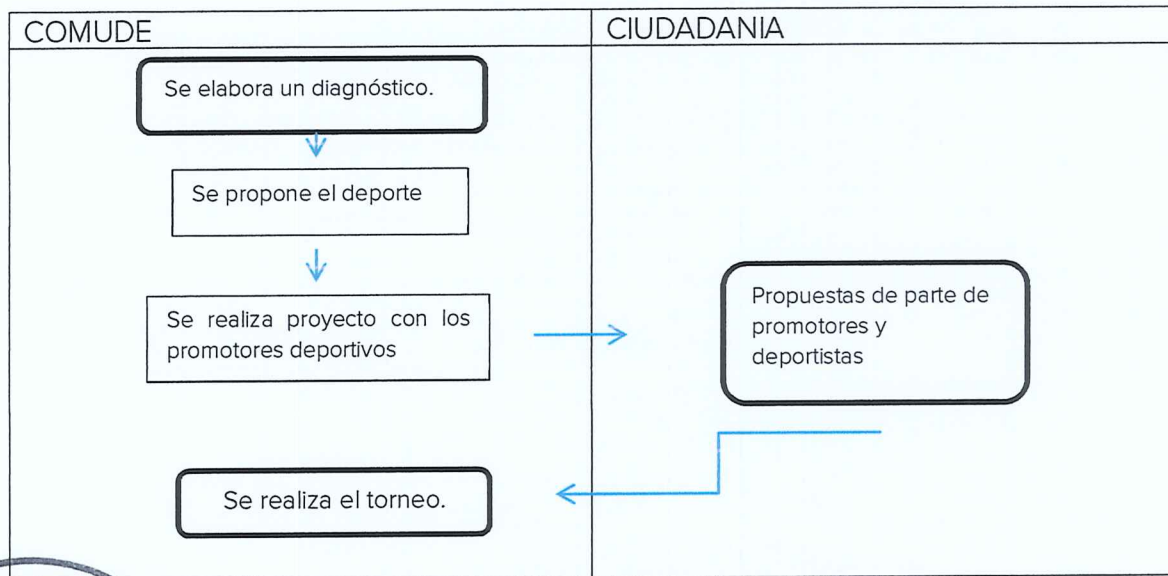 COMUDE
CIUDADANIA
Se elabora un diagnóstico.
Se propone el deporte
Se realiza proyecto con los
promotores deportivos
Propuestas de parte de
promotores y
deportistas
Se realiza el torneo.